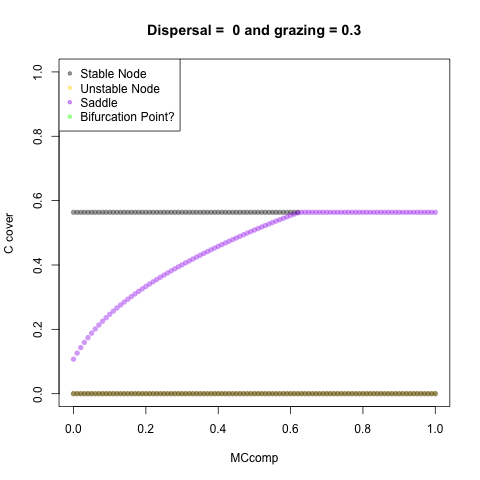 Dispersal =  0 and grazing = 0.3
Stable Node
Unstable Node
Saddle
Bifurcation Point?
C cover
1.0
0.8
0.6
0.4
0.2
0.0
0.0 0.2 0.4 0.6 0.8 1.0
MCcomp